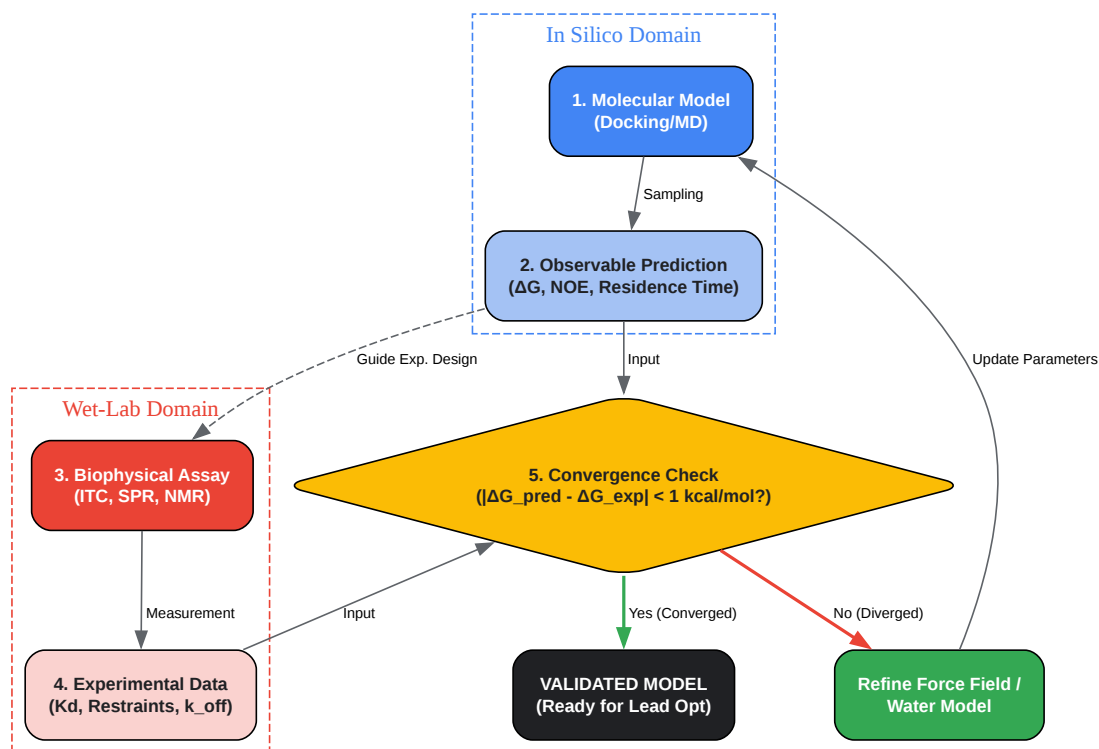 In Silico Domain
1. Molecular Model
(Docking/MD)
Sampling
2. Observable Prediction
(ΔG, NOE, Residence Time)
Guide Exp. Design
Input
Update Parameters
Wet-Lab Domain
3. Biophysical Assay
(ITC, SPR, NMR)
5. Convergence Check
(|ΔG_pred - ΔG_exp| < 1 kcal/mol?)
Measurement
Input
Yes (Converged)
No (Diverged)
4. Experimental Data
(Kd, Restraints, k_off)
VALIDATED MODEL
(Ready for Lead Opt)
Refine Force Field /
Water Model